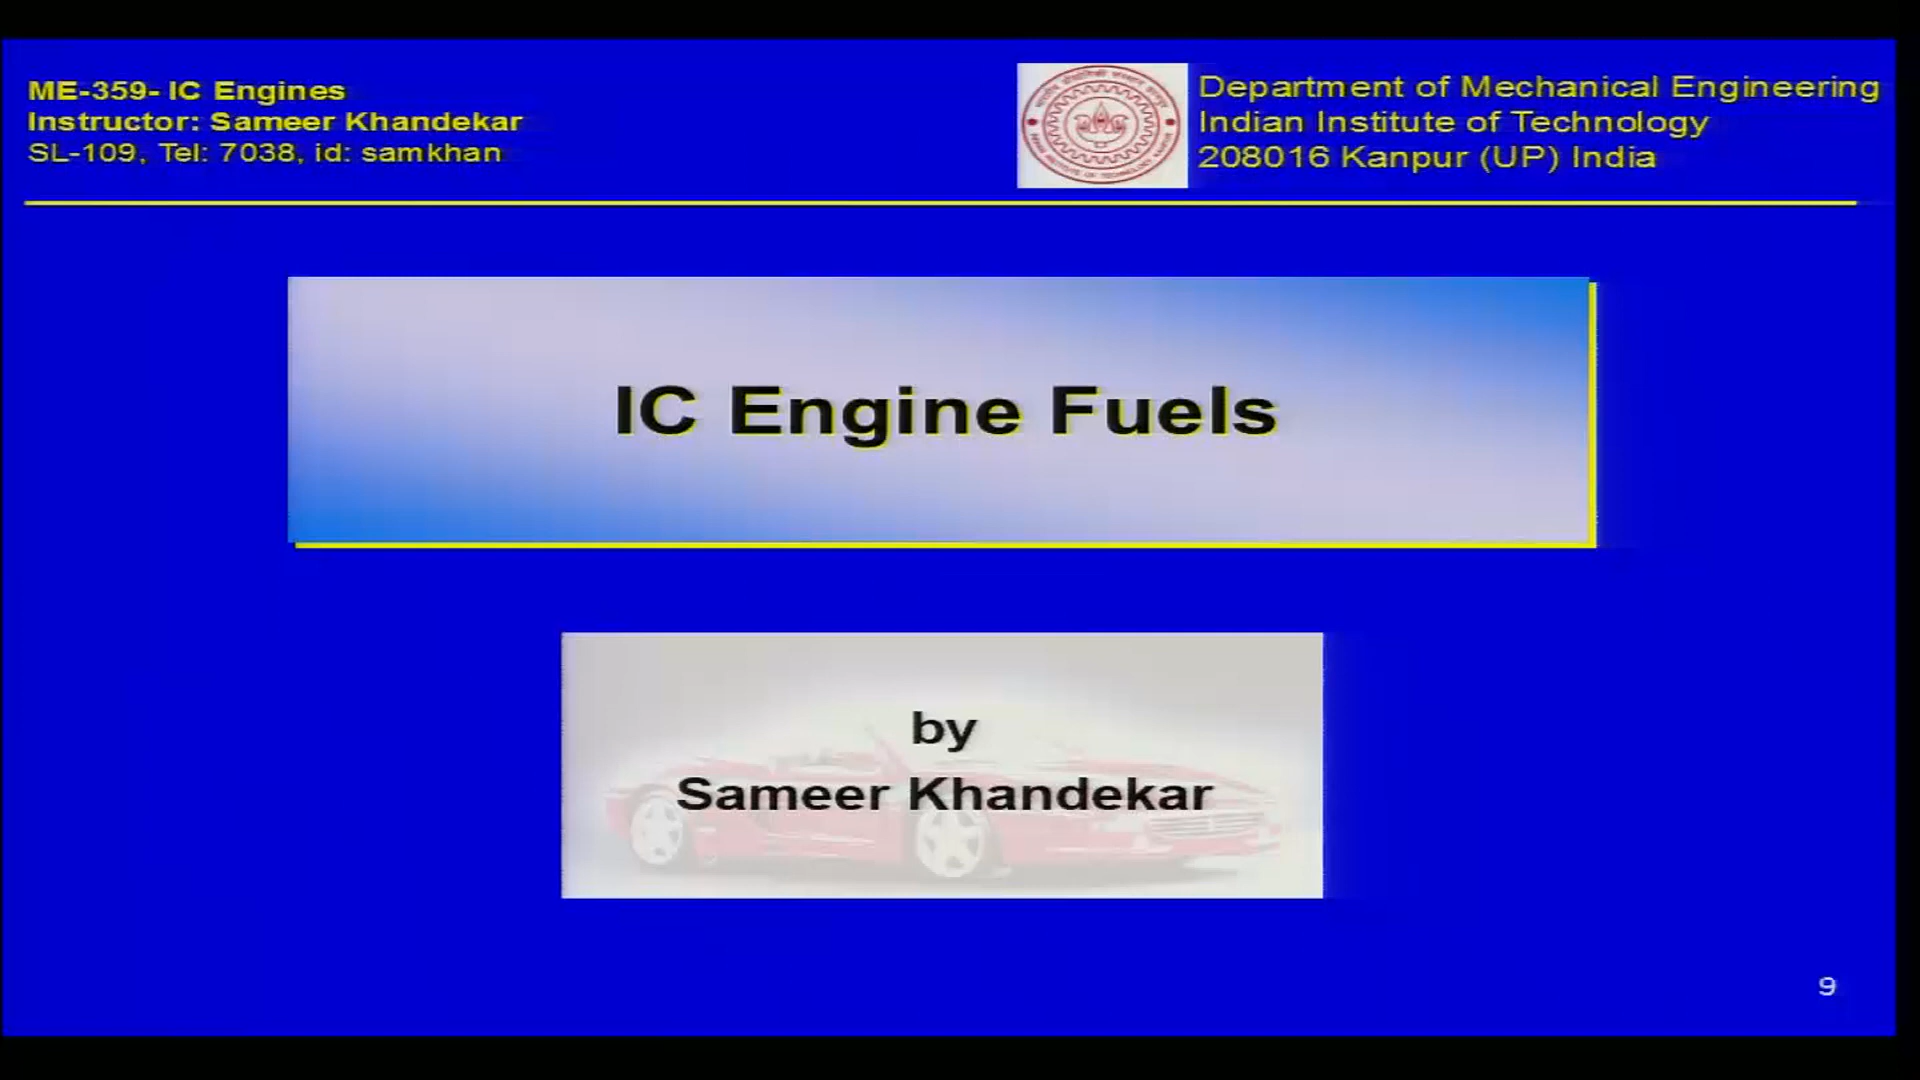 ME-359- IC Engines
Instructor: Sameer Khandekar
SL-109, Tel: 7038, id: samkhan
Department of Mechanical Engineering
Indian Institute of Technology
208016 Kanpur (UP) India
IC Engine Fuels
by
Sameer Khandekar
9